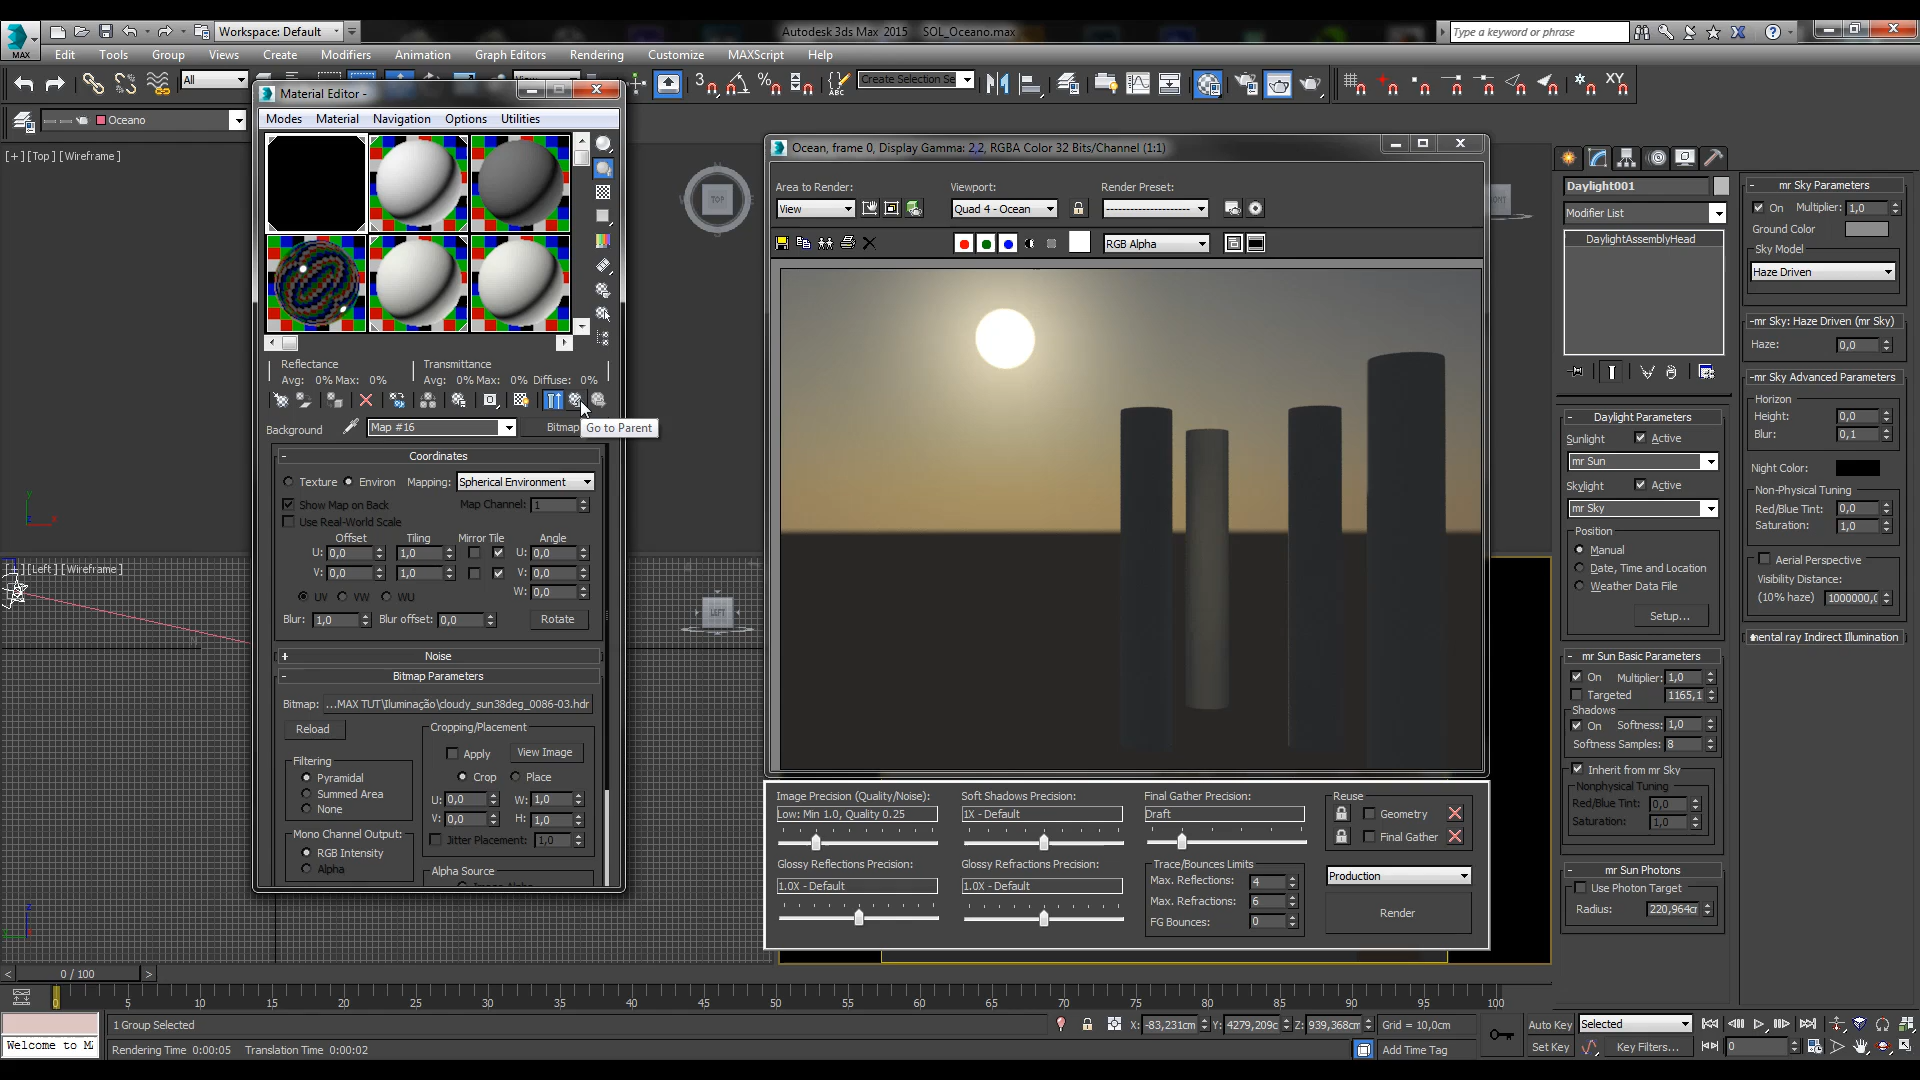 Workspace: Default
Autodesk 3ds Max 2015    SOL_Oceano.max
Type a keyword or phrase
MAX
Edit Tools Group Views Create Modifiers Animation Graph Editors Rendering Customize MAXScript Help
All
Create Selection Se
XY
Oceano
Material Editor -
Modes Material Navigation Options Utilities
[+] [Top] [Wireframe]
TOP
Reflectance Transmittance
Avg: 0% Max: 0% Avg: 0% Max: 0% Diffuse: 0%
Background Map #16 Bitmap
Go to Parent
Coordinates
Texture Environ Mapping: Spherical Environment
Show Map on Back Map Channel: 1
Use Real-World Scale
Offset Tiling Mirror Tile Angle
U: 0,0 1,0 U: 0,0
V: 0,0 1,0 V: 0,0
W: 0,0
UV VW WU
Blur: 1,0 Blur offset: 0,0 Rotate
Noise
Bitmap Parameters
Bitmap: ...MAX TUT\Iluminação\cloudy_sun38deg_0086-03.hdr
Reload
Cropping/Placement
Apply View Image
Crop Place
U: 0,0 W: 1,0
V: 0,0 H: 1,0
Jitter Placement: 1,0
Filtering
Pyramidal
Summed Area
None
Mono Channel Output:
RGB Intensity
Alpha
Alpha Source
[+] [Left] [Wireframe]
LEFT
Ocean, frame 0, Display Gamma: 2,2, RGBA Color 32 Bits/Channel (1:1)
Area to Render: Viewport: Render Preset:
View Quad 4 - Ocean
RGB Alpha
Image Precision (Quality/Noise): Soft Shadows Precision: Final Gather Precision: Reuse
Low: Min 1.0, Quality 0.25 1X - Default Draft Geometry
Final Gather
Glossy Reflections Precision: Glossy Refractions Precision: Trace/Bounces Limits
1.0X - Default 1.0X - Default Max. Reflections: 4 Production
Max. Refractions: 6
FG Bounces: 0
Render
Daylight001
Modifier List
DaylightAssemblyHead
Daylight Parameters
Sunlight Active
mr Sun
Skylight Active
mr Sky
Position
Manual
Date, Time and Location
Weather Data File
Setup...
mr Sun Basic Parameters
On Multiplier: 1,0
Targeted 1165,1
Shadows
On Softness: 1,0
Softness Samples: 8
Inherit from mr Sky
Nonphysical Tuning
Red/Blue Tint: 0,0
Saturation: 1,0
mr Sun Photons
Use Photon Target
Radius: 220,964c
mr Sky Parameters
On Multiplier: 1,0
Ground Color
Sky Model
Haze Driven
mr Sky: Haze Driven (mr Sky)
Haze: 0,0
mr Sky Advanced Parameters
Horizon
Height: 0,0
Blur: 0,1
Night Color:
Non-Physical Tuning
Red/Blue Tint: 0,0
Saturation: 1,0
Aerial Perspective
Visibility Distance:
(10% haze) 1000000,0
mental ray Indirect Illumination
0 / 100
0 5 10 15 20 25 30 35 40 45 50 55 60 65 70 75 80 85 90 95 100
1 Group Selected X: -83,231cm Y: 4279,209c Z: 939,368cm Grid = 10,0cm Auto Key Selected
Welcome to M Rendering Time 0:00:05 Translation Time 0:00:02 Add Time Tag Set Key Key Filters... 0